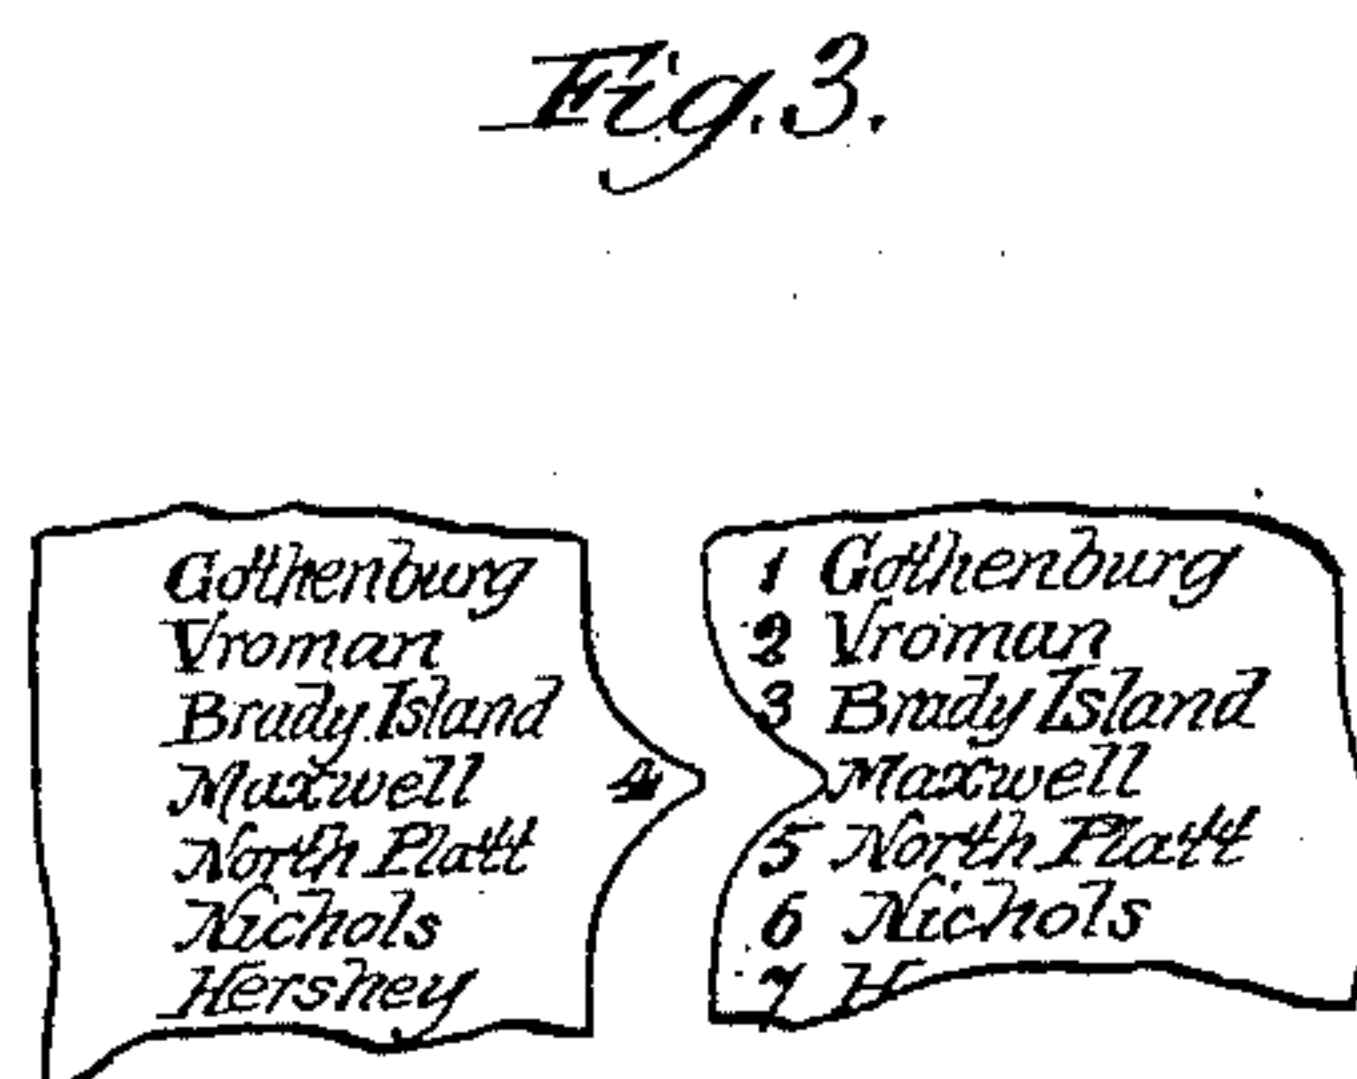 Fig. 3.
Gothenburg
Vroman
Brady Island
Maxwell 4
North Platt
Nichols
Hershey
1 Gothenburg
2 Vroman
3 Brady Island
Maxwell
5 North Platt
6 Nichols
7 H